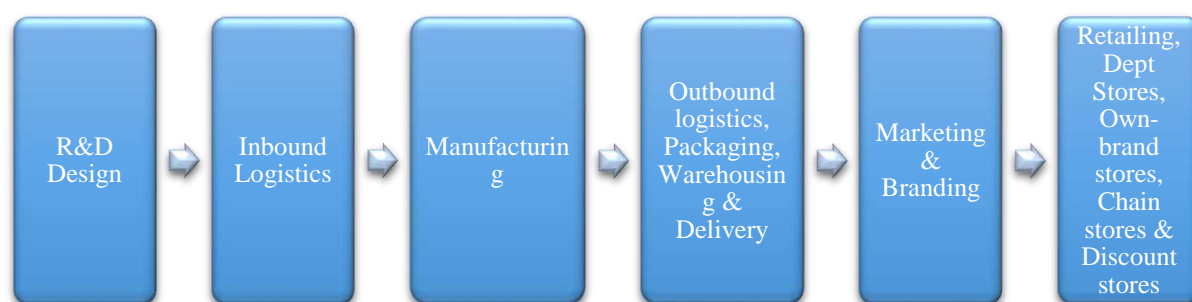 R&D
Design
Inbound
Logistics
Manufacturin
g
Outbound
logistics,
Packaging,
Warehousin
g &
Delivery
Marketing
&
Branding
Retailing,
Dept
Stores,
Own-
brand
stores,
Chain
stores &
Discount
stores